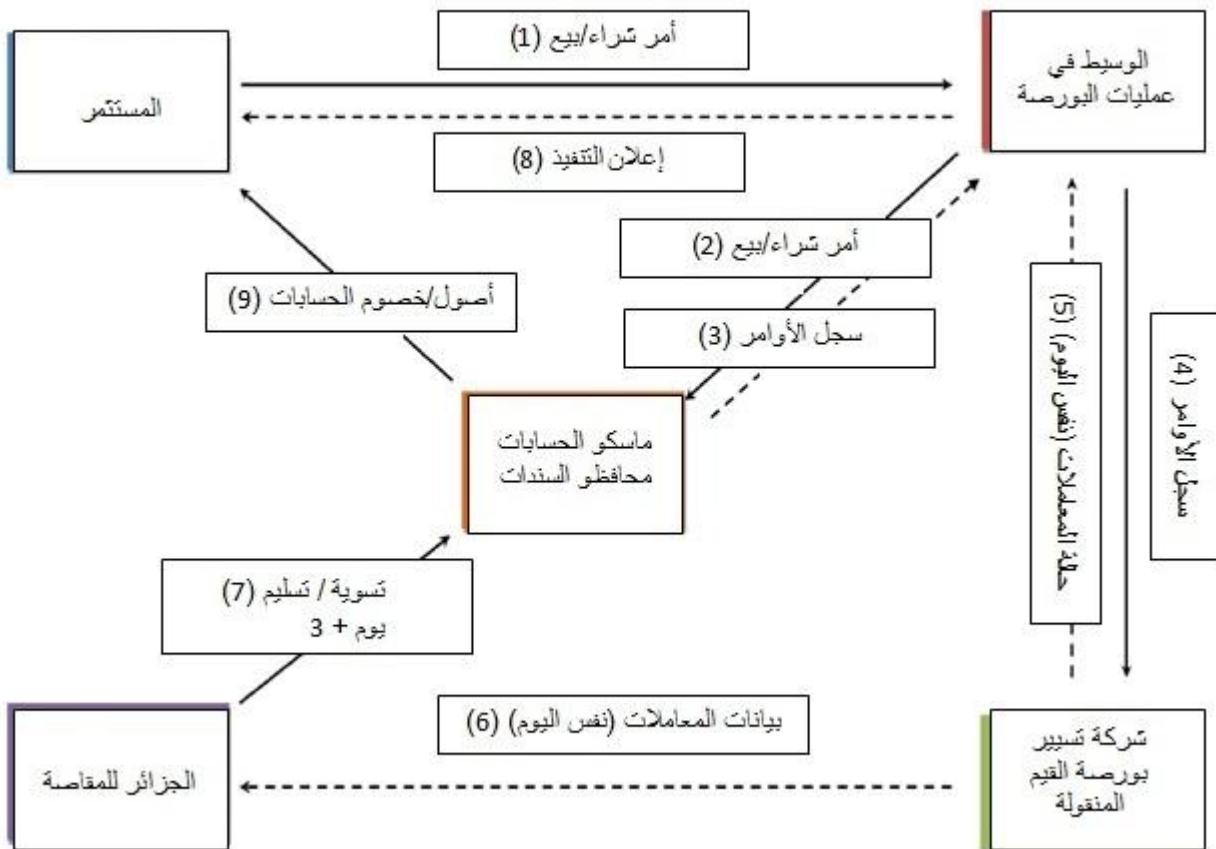 أمر شراء/بيع (1)
الوسيط في
عمليات البورصة
المستثمر
إعلان التنفيذ (8)
أمر شراء/بيع (2)
أصول/خصوم الحسابات (9)
سجل الأوامر (3)
حالة المعاملات (نفس اليوم) (5)
سجل الأوامر (4)
ماسكو الحسابات
محافظو السندات
تسوية / تسليم (7)
يوم + 3
بيانات المعاملات (نفس اليوم) (6)
الجزائر للمقاصة
شركة تسيير
بورصة القيم
المنقولة